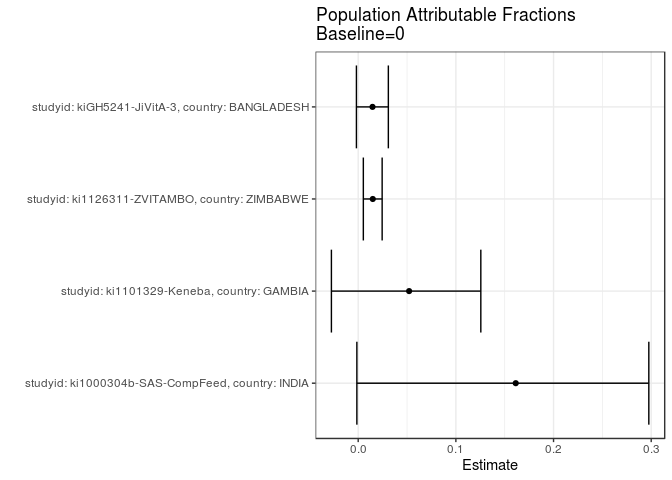 Population Attributable Fractions
Baseline=0
studyid: kiGH5241-JiVitA-3, country: BANGLADESH
studyid: ki1126311-ZVITAMBO, country: ZIMBABWE
studyid: ki1101329-Keneba, country: GAMBIA
studyid: ki1000304b-SAS-CompFeed, country: INDIA
0.0 0.1 0.2 0.3
Estimate